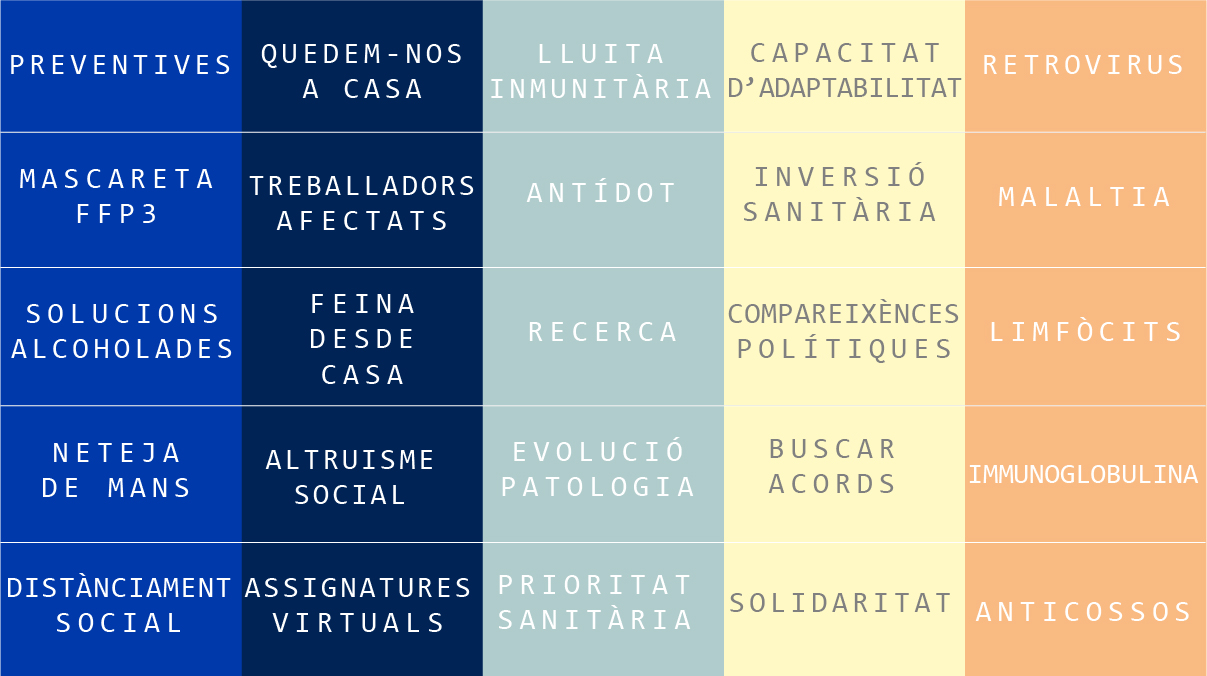 PREVENTIVES
QUEDEM-NOS
A CASA
LLUITA
INMUNITÀRIA
CAPACITAT
D’ADAPTABILITAT
RETROVIRUS
MASCARETA
FFP3
TREBALLADORS
AFECTATS
ANTÍDOT
INVERSIÓ
SANITÀRIA
MALALTIA
SOLUCIONS
ALCOHOLADES
FEINA
DESDE
CASA
RECERCA
COMPAREIXÈNCES
POLÍTIQUES
LIMFÒCITS
NETEJA
DE MANS
ALTRUISME
SOCIAL
EVOLUCIÓ
PATOLOGIA
BUSCAR
ACORDS
IMMUNOGLOBULINA
DISTÀNCIAMENT
SOCIAL
ASSIGNATURES
VIRTUALS
PRIORITAT
SANITÀRIA
SOLIDARITAT
ANTICOSSOS